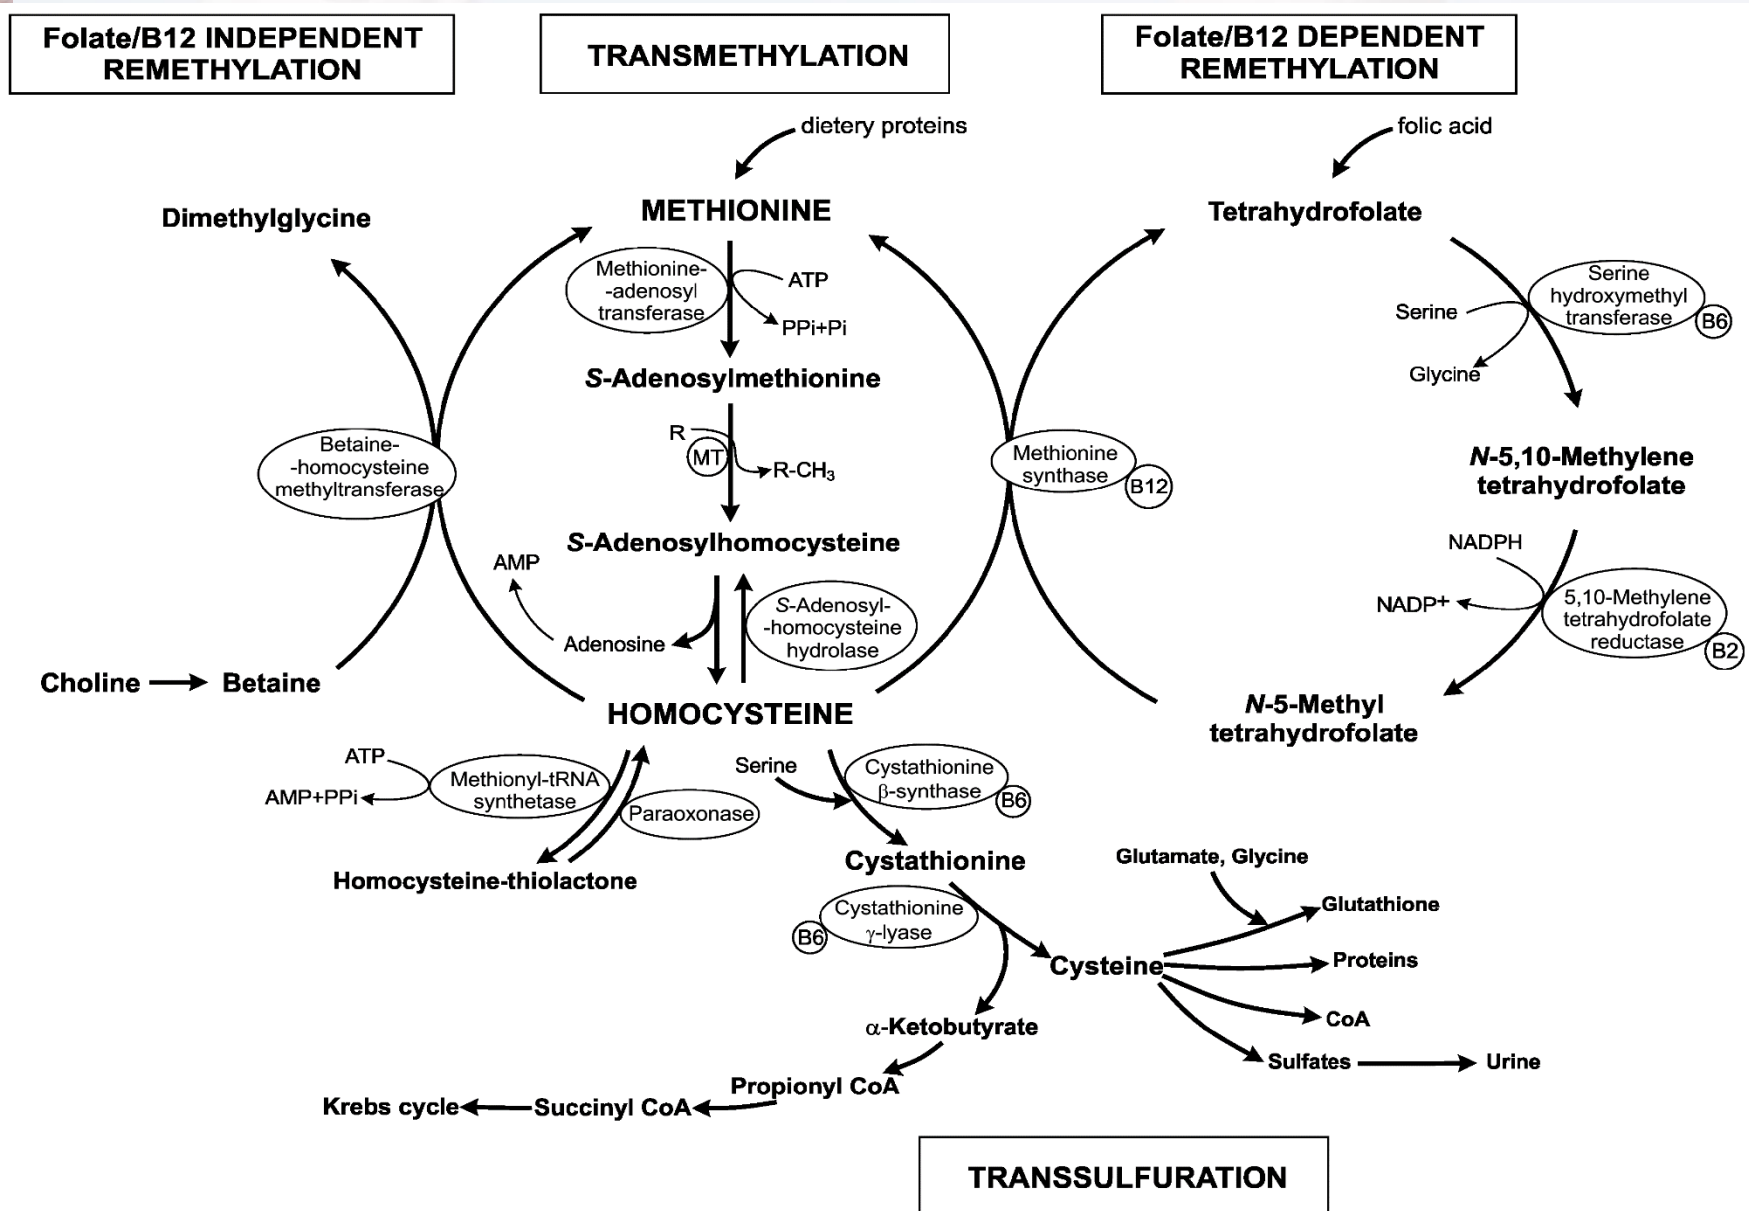 Folate/B12 INDEPENDENT
REMETHYLATION
TRANSMETHYLATION
Folate/B12 DEPENDENT
REMETHYLATION
dietery proteins
folic acid
Dimethylglycine
METHIONINE
Tetrahydrofolate
Methionine-
-adenosyl
transferase
ATP
PPi+Pi
Serine
hydroxymethyl
transferase
B6
Serine
Glycine
S-Adenosylmethionine
R
MT
R-CH₃
Betaine-
-homocysteine
methyltransferase
Methionine
synthase
B12
N-5,10-Methylene
tetrahydrofolate
S-Adenosylhomocysteine
AMP
Adenosine
S-Adenosyl-
-homocysteine
hydrolase
NADPH
NADP+
5,10-Methylene
tetrahydrofolate
reductase
B2
Choline
Betaine
HOMOCYSTEINE
N-5-Methyl
tetrahydrofolate
ATP
AMP+PPi
Methionyl-tRNA
synthetase
Paraoxonase
Serine
Cystathionine
β-synthase
B6
Homocysteine-thiolactone
Cystathionine
Glutamate, Glycine
Cystathionine
γ-lyase
B6
Glutathione
Cysteine
Proteins
CoA
α-Ketobutyrate
Sulfates
Urine
Propionyl CoA
Krebs cycle
Succinyl CoA
TRANSSULFURATION